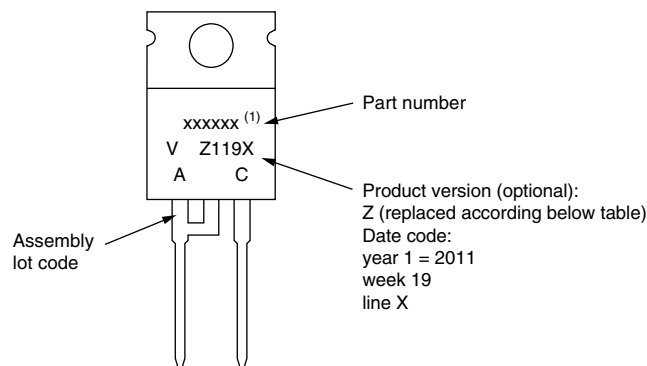 xxxxxx (1)
V Z119X
A C
Part number
Product version (optional):
Z (replaced according below table)
Date code:
year 1 = 2011
week 19
line X
Assembly
lot code